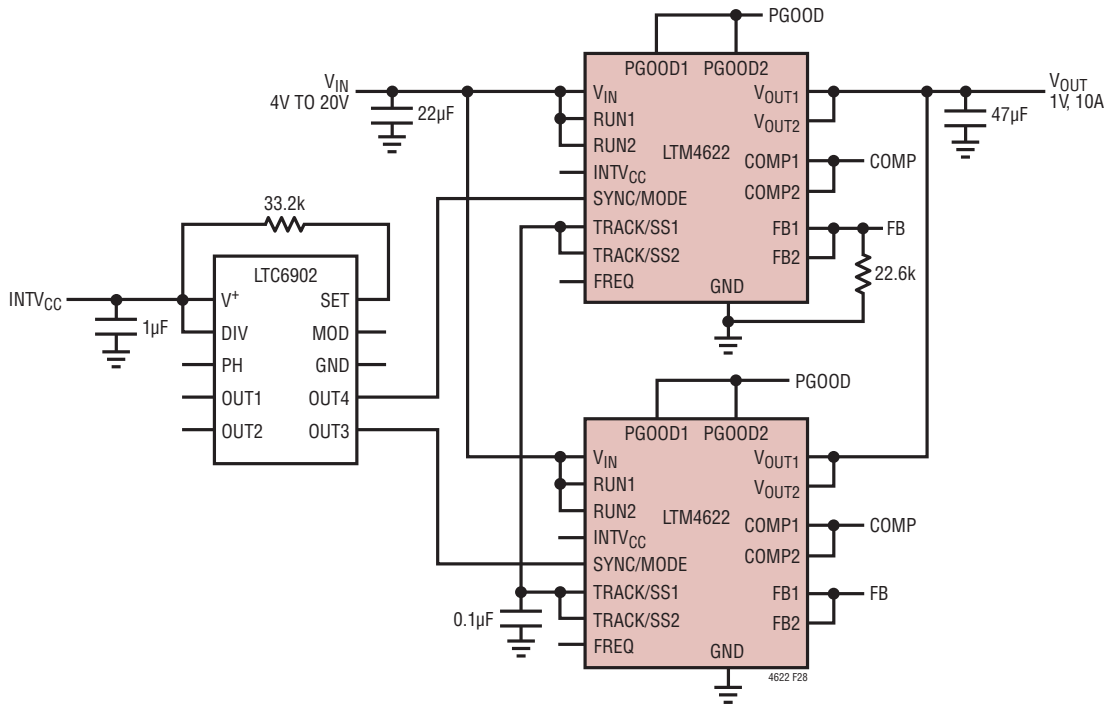 PGOOD
PGOOD1 PGOOD2
VIN
4V TO 20V
22µF
VIN
RUN1
RUN2
INTVCC
SYNC/MODE
TRACK/SS1
TRACK/SS2
FREQ
LTM4622
VOUT1
VOUT2
COMP1
COMP2
FB1
FB2
GND
COMP
FB
22.6k
VOUT
1V, 10A
47µF
33.2k
LTC6902
INTVCC
1µF
V+
DIV
PH
OUT1
OUT2
SET
MOD
GND
OUT4
OUT3
PGOOD
PGOOD1 PGOOD2
VIN
RUN1
RUN2
INTVCC
SYNC/MODE
TRACK/SS1
TRACK/SS2
FREQ
LTM4622
VOUT1
VOUT2
COMP1
COMP2
FB1
FB2
GND
COMP
FB
0.1µF
4622 F28